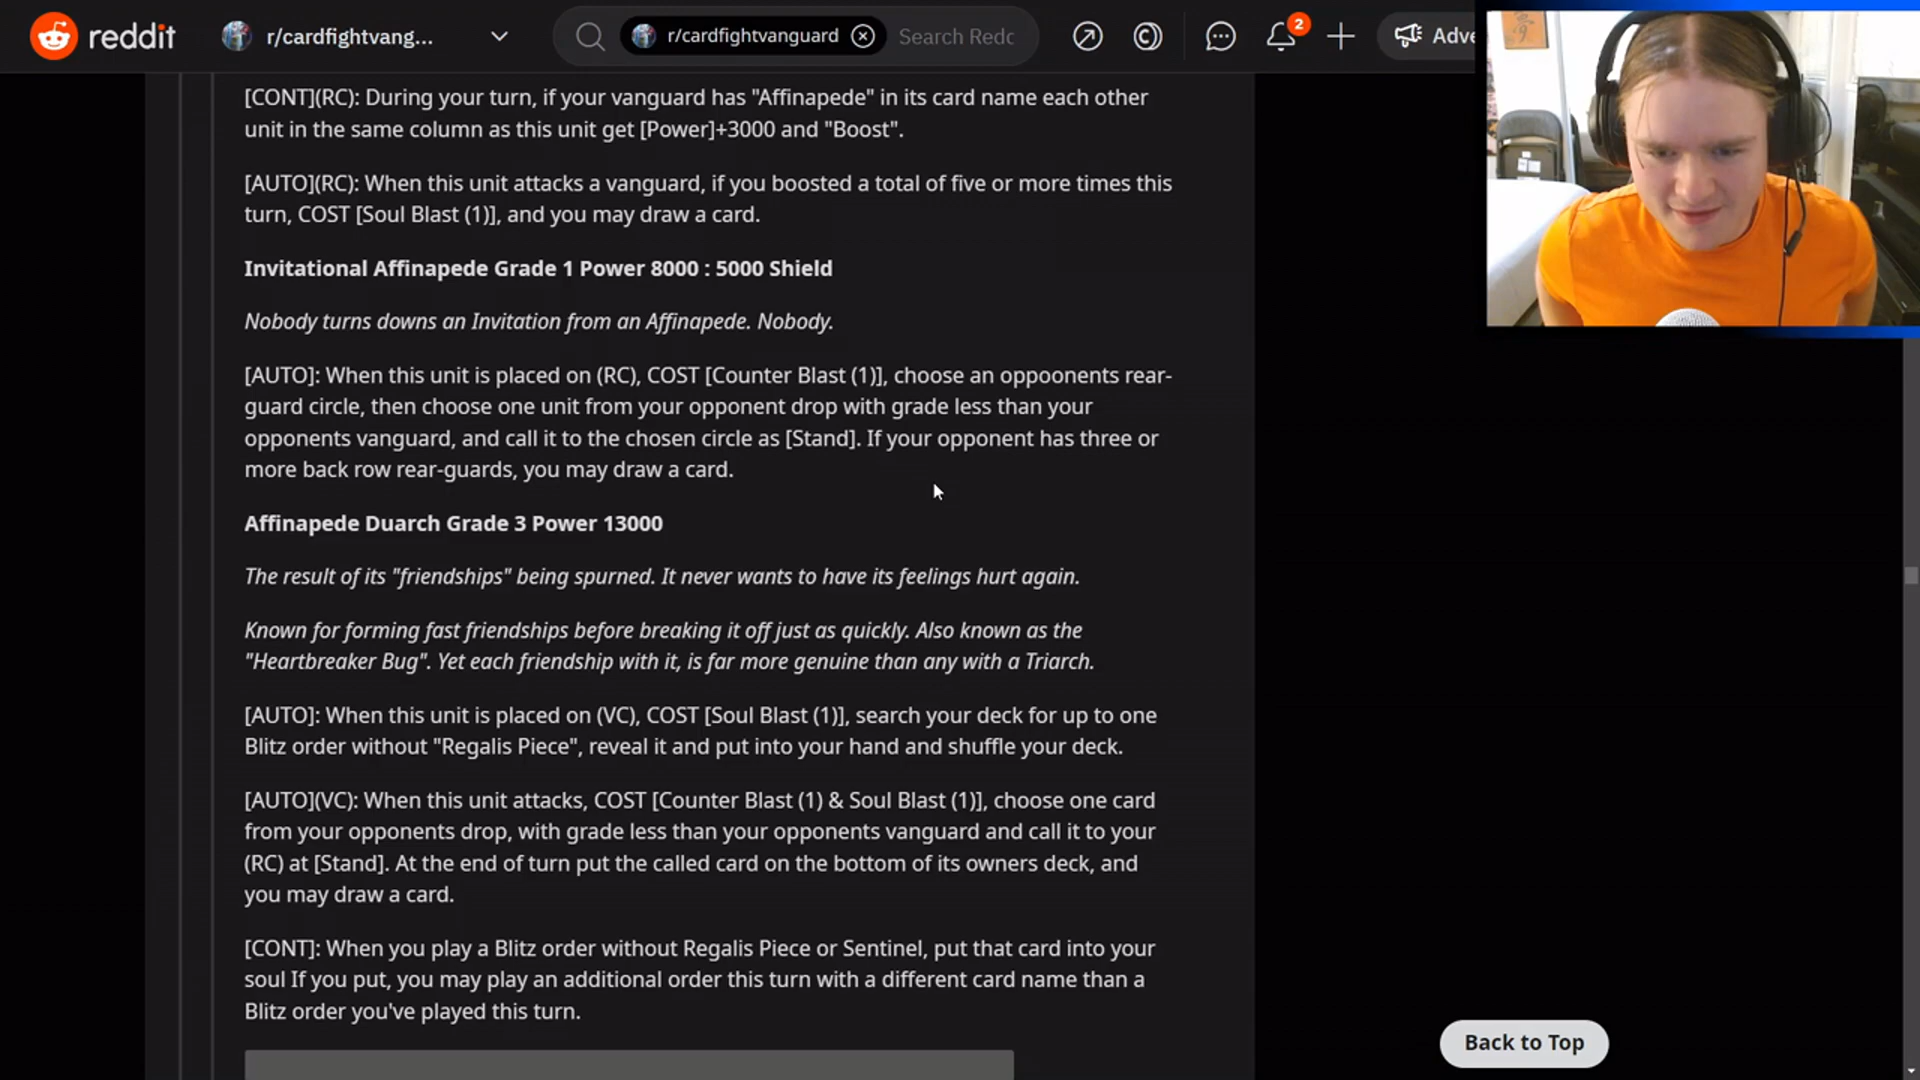 reddit
r/cardfightvang...
r/cardfightvanguard
Search Redc
2
Adve
[CONT](RC): During your turn, if your vanguard has "Affinapede" in its card name each other
unit in the same column as this unit get [Power]+3000 and "Boost".
[AUTO](RC): When this unit attacks a vanguard, if you boosted a total of five or more times this
turn, COST [Soul Blast (1)], and you may draw a card.
Invitational Affinapede Grade 1 Power 8000 : 5000 Shield
Nobody turns downs an Invitation from an Affinapede. Nobody.
[AUTO]: When this unit is placed on (RC), COST [Counter Blast (1)], choose an oppoonents rear-
guard circle, then choose one unit from your opponent drop with grade less than your
opponents vanguard, and call it to the chosen circle as [Stand]. If your opponent has three or
more back row rear-guards, you may draw a card.
Affinapede Duarch Grade 3 Power 13000
The result of its "friendships" being spurned. It never wants to have its feelings hurt again.
Known for forming fast friendships before breaking it off just as quickly. Also known as the
"Heartbreaker Bug". Yet each friendship with it, is far more genuine than any with a Triarch.
[AUTO]: When this unit is placed on (VC), COST [Soul Blast (1)], search your deck for up to one
Blitz order without "Regalis Piece", reveal it and put into your hand and shuffle your deck.
[AUTO](VC): When this unit attacks, COST [Counter Blast (1) & Soul Blast (1)], choose one card
from your opponents drop, with grade less than your opponents vanguard and call it to your
(RC) at [Stand]. At the end of turn put the called card on the bottom of its owners deck, and
you may draw a card.
[CONT]: When you play a Blitz order without Regalis Piece or Sentinel, put that card into your
soul If you put, you may play an additional order this turn with a different card name than a
Blitz order you've played this turn.
Back to Top